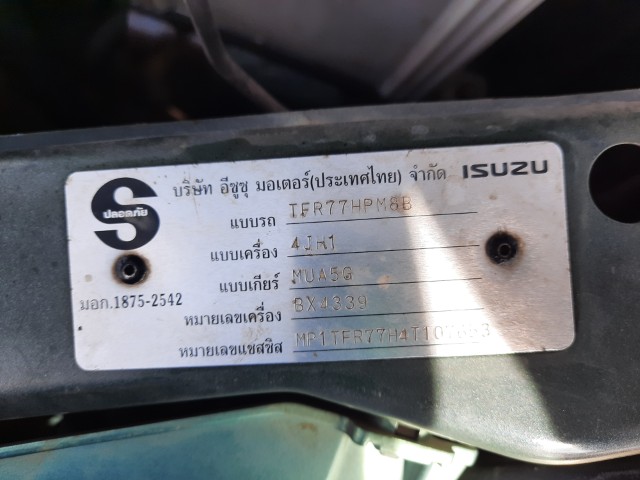 บริษัท อีซูซุ มอเตอร์(ประเทศไทย) จำกัด ISUZU
S
ปลอดภัย
แบบรถ TFR77HPM8B
แบบเครื่อง 4JH1
แบบเกียร์ MUA5G
มอก.1875-2542
หมายเลขเครื่อง BX4339
หมายเลขแชสซิส